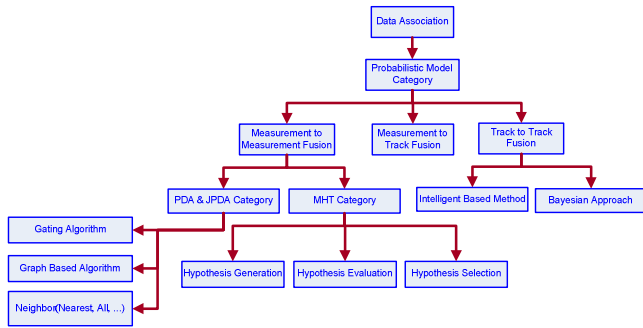 Data Association
Probabilistic Model
Category
Measurement to
Measurement Fusion
Measurement to
Track Fusion
Track to Track
Fusion
PDA & JPDA Category
MHT Category
Intelligent Based Method
Bayesian Approach
Gating Algorithm
Graph Based Algorithm
Neighbor(Nearest, All, ...)
Hypothesis Generation
Hypothesis Evaluation
Hypothesis Selection